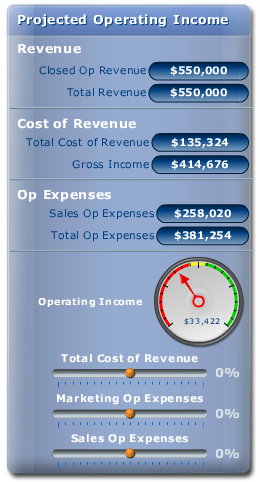 Projected Operating Income
Revenue
Closed Op Revenue $550,000
Total Revenue $550,000
Cost of Revenue
Total Cost of Revenue $135,324
Gross Income $414,676
Op Expenses
Sales Op Expenses $258,020
Total Op Expenses $381,254
Operating Income $33,422
Total Cost of Revenue
0%
Marketing Op Expenses
0%
Sales Op Expenses
0%